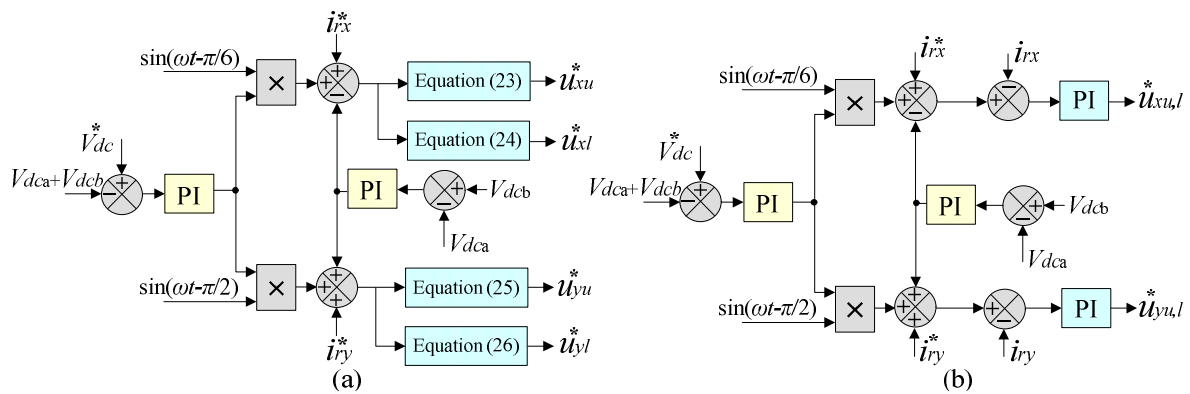 i*rx
sin(ωt-π/6)
×
+
+
−
Equation (23)
u*xu
Equation (24)
u*xl
V*dc
Vdca+Vdcb
+
−
PI
PI
+
−
Vdcb
Vdca
sin(ωt-π/2)
×
+
+
+
Equation (25)
u*yu
Equation (26)
u*yl
i*ry
(a)
i*rx
irx
sin(ωt-π/6)
×
+
+
−
−
PI
u*xu,l
V*dc
Vdca+Vdcb
+
−
PI
PI
+
−
Vdcb
Vdca
sin(ωt-π/2)
×
+
+
+
−
PI
u*yu,l
i*ry
iry
(b)